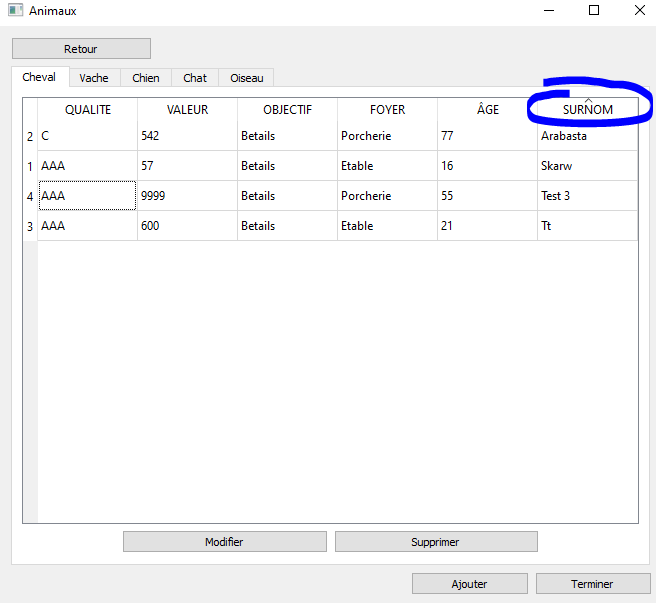 Animaux
Retour
Cheval Vache Chien Chat Oiseau
QUALITE VALEUR OBJECTIF FOYER ÂGE SURNOM
2 C 542 Betails Porcherie 77 Arabasta
1 AAA 57 Betails Etable 16 Skarw
4 AAA 9999 Betails Porcherie 55 Test 3
3 AAA 600 Betails Etable 21 Tt
Modifier Supprimer
Ajouter Terminer